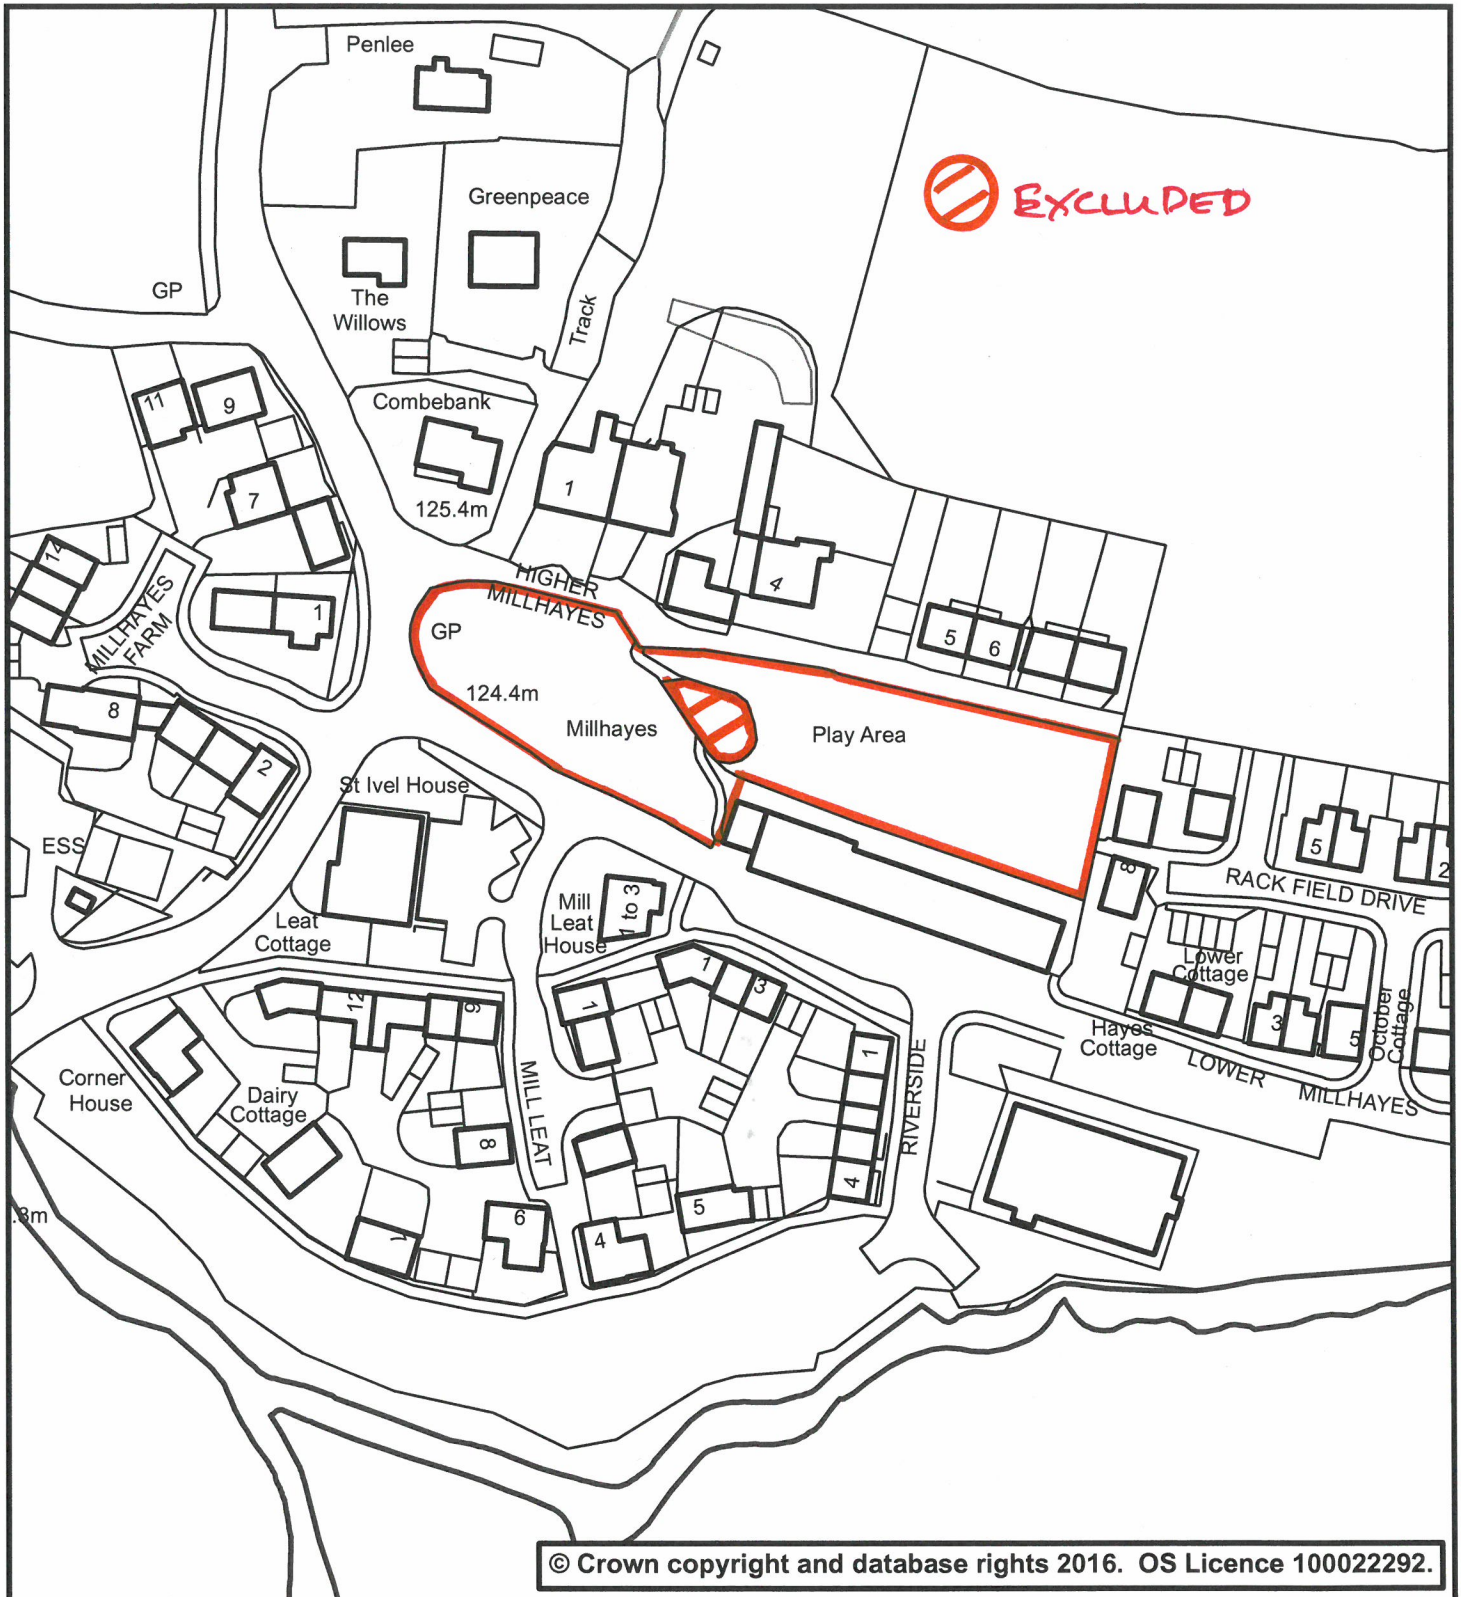 Penlee
EXCLUDED
Greenpeace
GP
The
Willows
Track
11
9
Combebank
7
1
125.4m
14
HIGHER
MILLHAYES
4
MILLHAYES
FARM
1
GP
5
6
124.4m
8
Millhayes
Play Area
2
St Ivel House
ESS
5
2
8
RACK FIELD DRIVE
Mill
Leat
House
1 to 3
Leat
Cottage
Lower
Cottage
1
3
12
9
1
3
5
October
Cottage
Hayes
Cottage
LOWER
MILLHAYES
1
RIVERSIDE
Corner
House
Dairy
Cottage
MILL LEAT
8
4
5
6
4
7
.3m
© Crown copyright and database rights 2016. OS Licence 100022292.